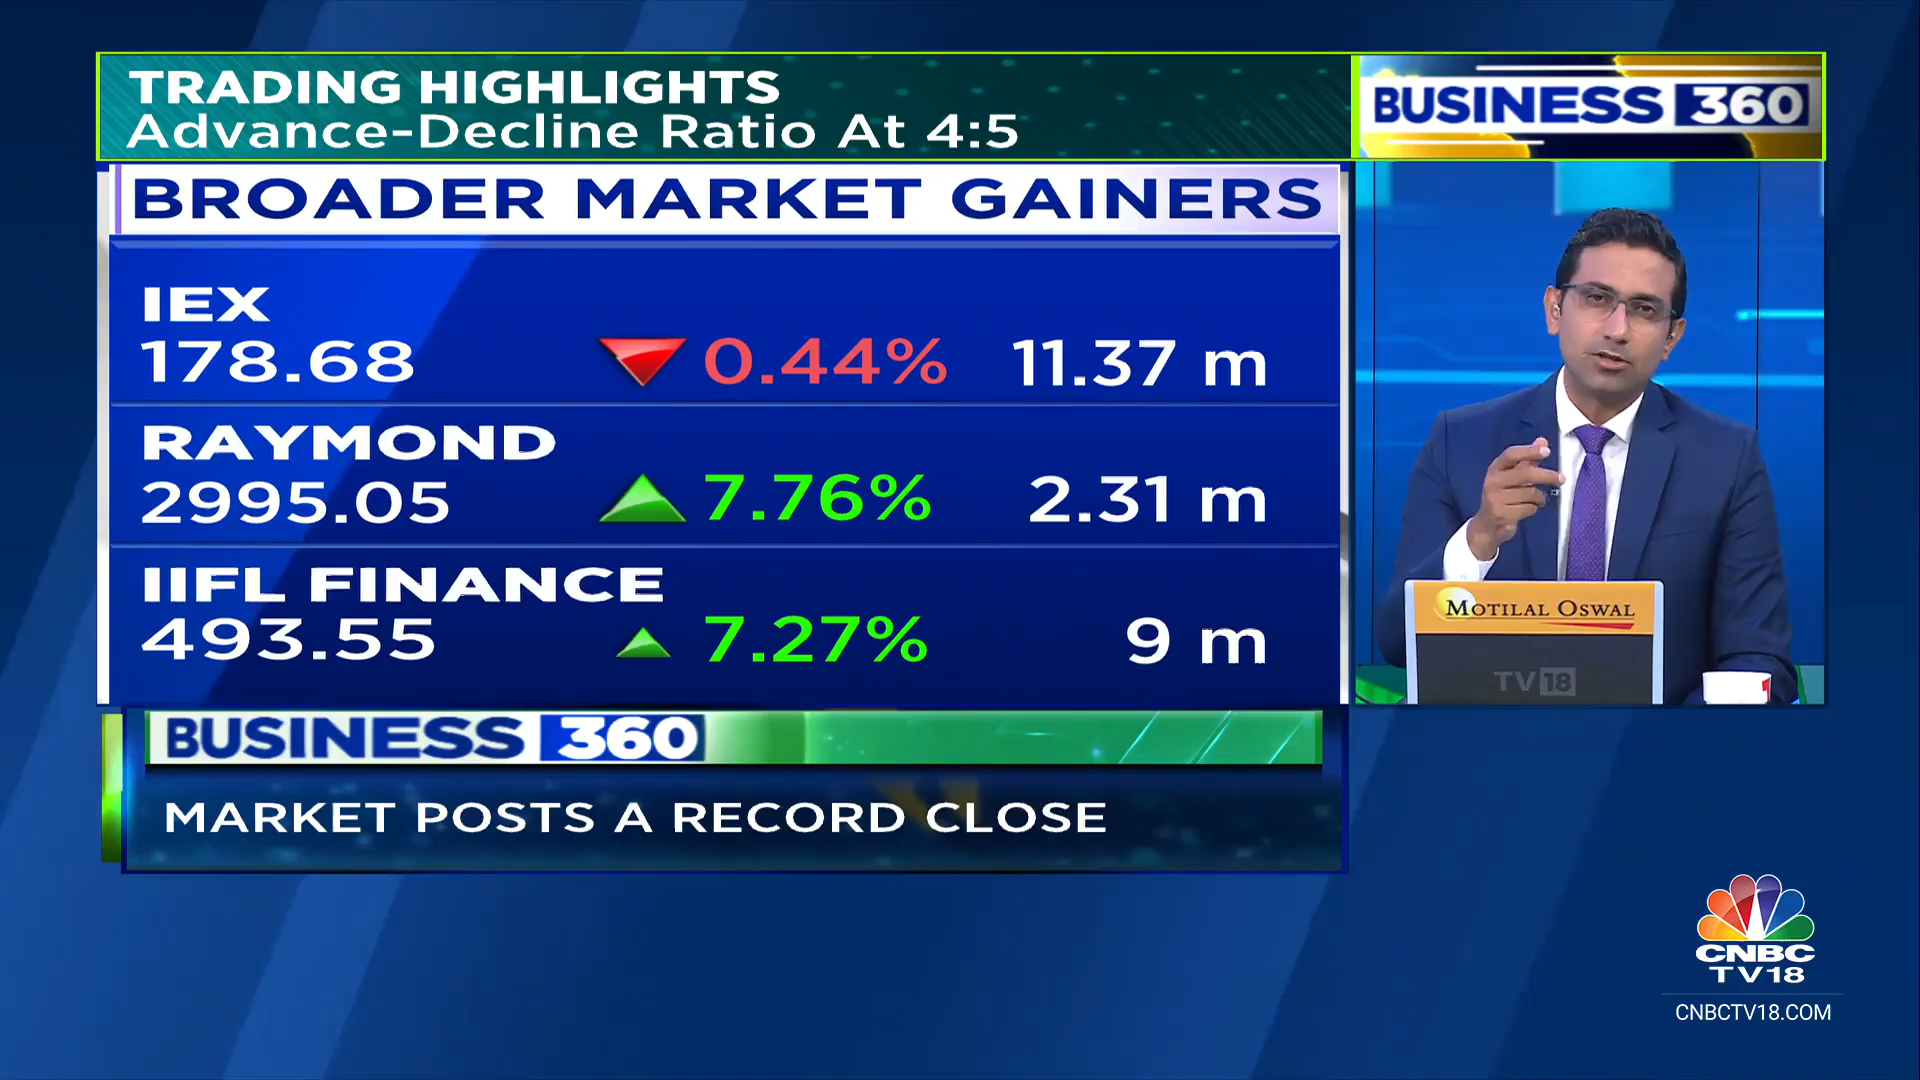 TRADING HIGHLIGHTS
Advance-Decline Ratio At 4:5
BUSINESS 360
BROADER MARKET GAINERS
IEX
178.68 0.44% 11.37 m
RAYMOND
2995.05 7.76% 2.31 m
IIFL FINANCE
493.55 7.27% 9 m
MOTILAL OSWAL
TV18
BUSINESS 360
MARKET POSTS A RECORD CLOSE
CNBC
TV18
CNBCTV18.COM